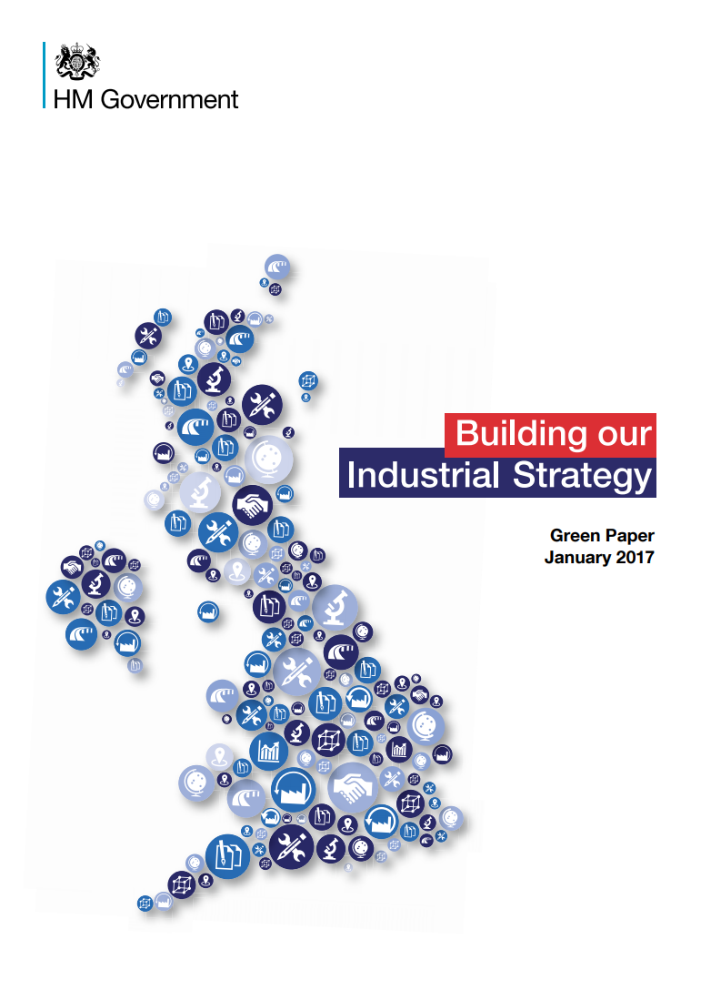 HM Government
Building our
Industrial Strategy
Green Paper
January 2017